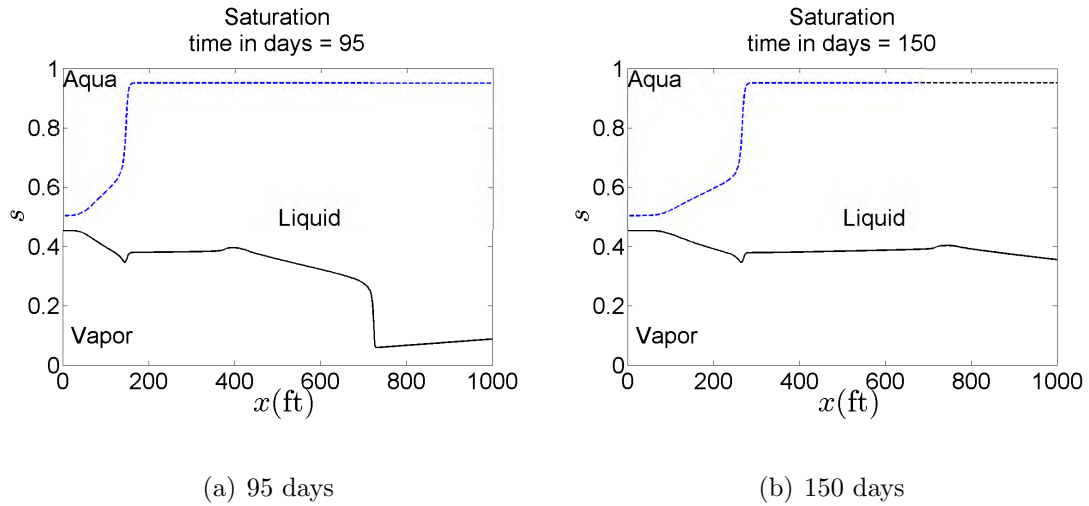 Saturation
time in days = 95
1
Aqua
0.8
0.6
s
Liquid
0.4
0.2
Vapor
0
0 200 400 600 800 1000
x(ft)
(a) 95 days
Saturation
time in days = 150
1
Aqua
0.8
0.6
s
Liquid
0.4
0.2
Vapor
0
0 200 400 600 800 1000
x(ft)
(b) 150 days